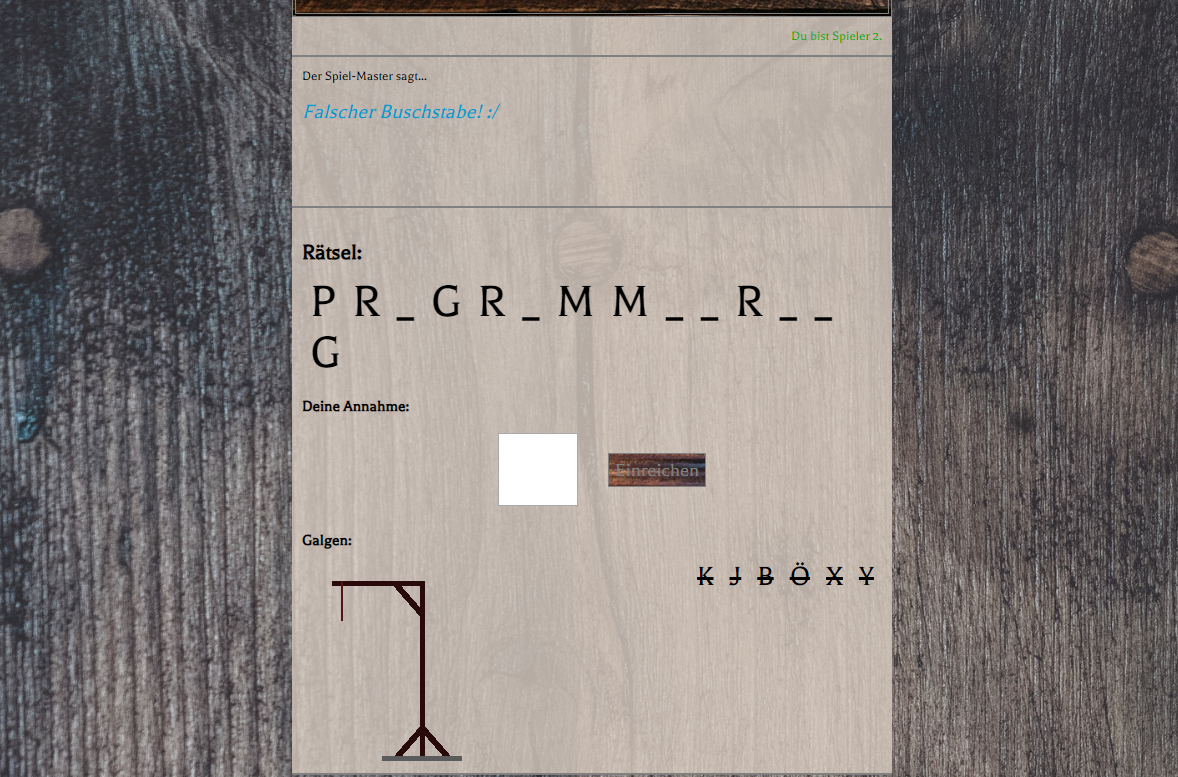 Du bist Spieler 2.
Der Spiel-Master sagt...
Falscher Buschstabe! :/
Rätsel:
P R _ G R _ M M _ _ R _ _
G
Deine Annahme:
Einreichen
Galgen:
K J B Ö X Y